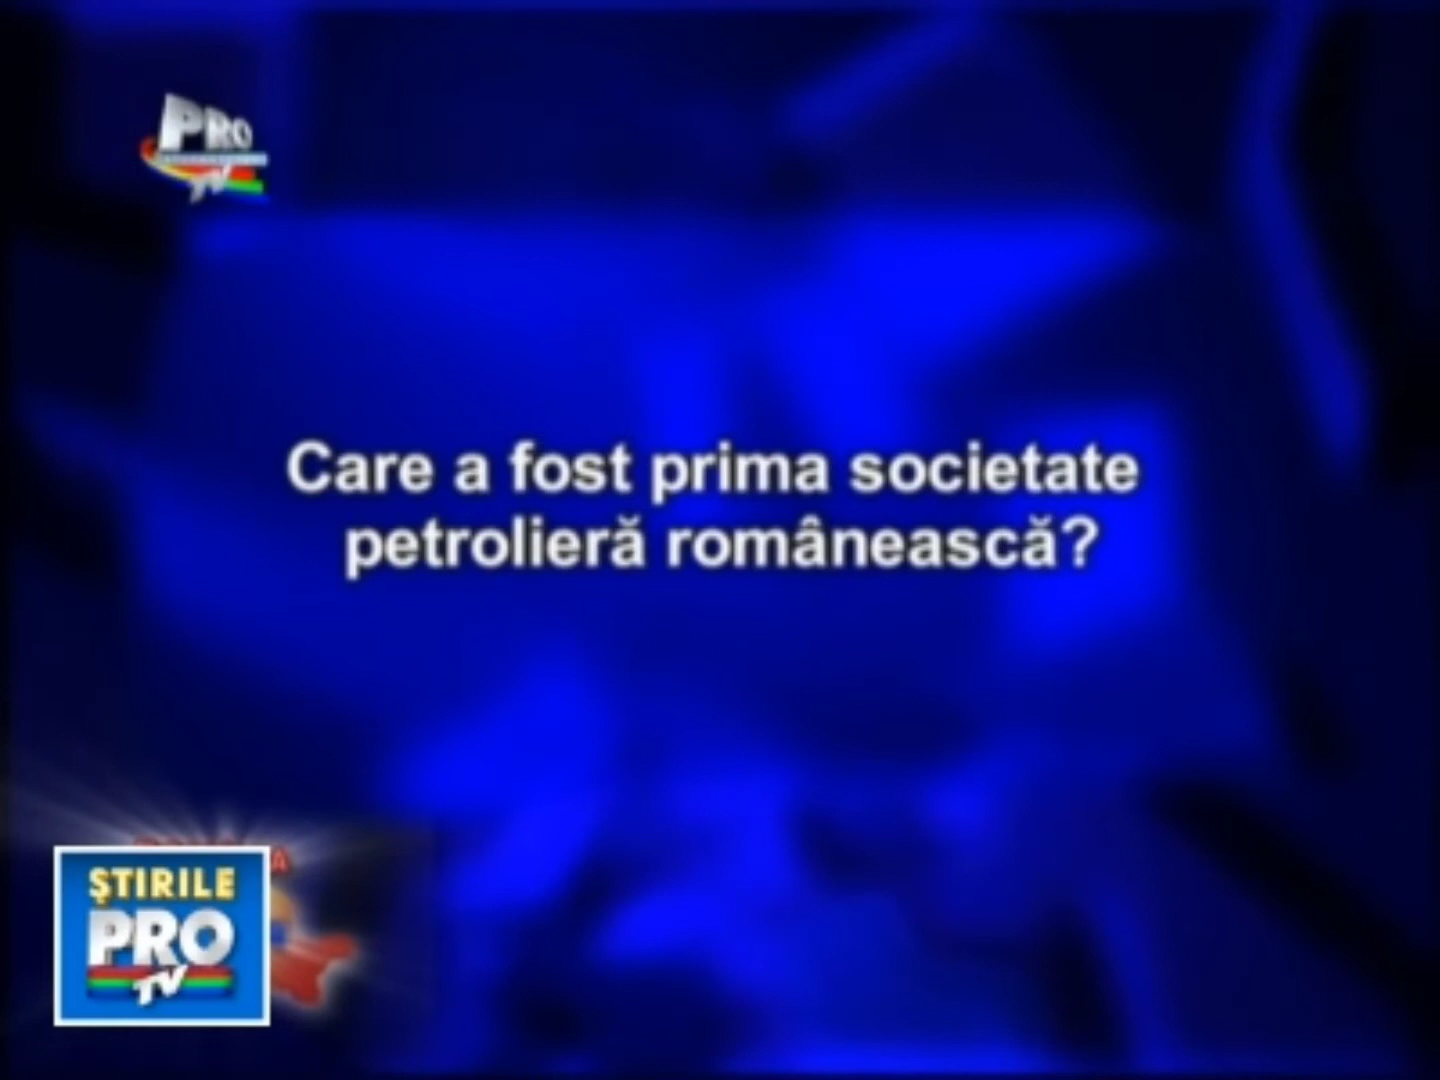 PRO
TV
Care a fost prima societate
petrolieră românească?
ŞTIRILE
PRO
TV